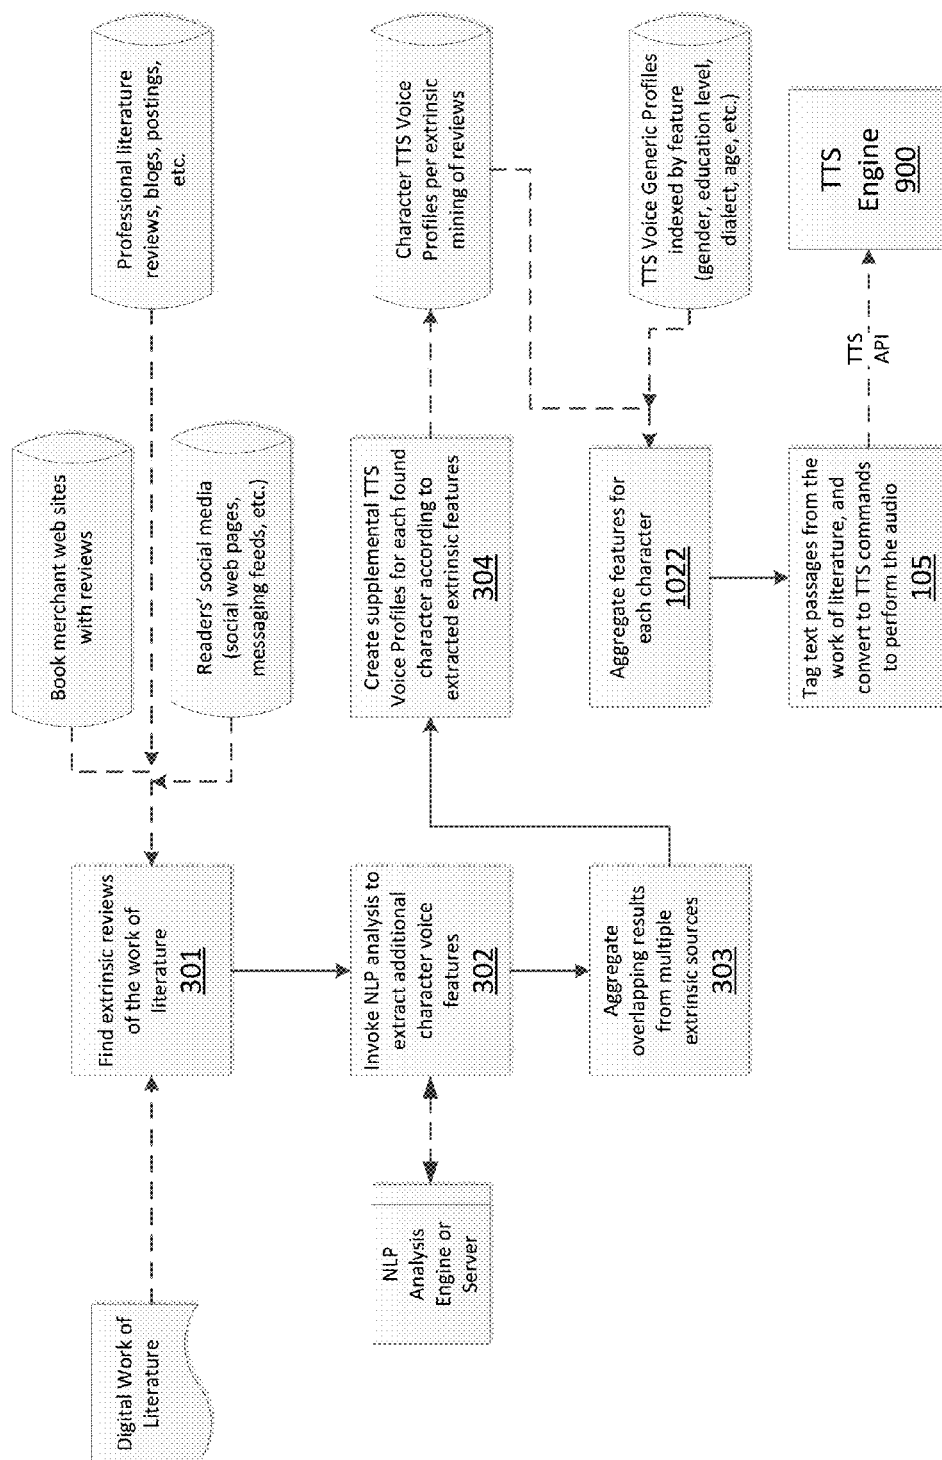 Book merchant web sites
with reviews
Professional literature
reviews, blogs, postings,
etc.
Readers' social media
(social web pages,
messaging feeds, etc.)
Digital Work of
Literature
Find extrinsic reviews
of the work of
literature
301
NLP
Analysis
Engine or
Server
Invoke NLP analysis to
extract additional
character voice
features
302
Aggregate
overlapping results
from multiple
extrinsic sources
303
Create supplemental TTS
Voice Profiles for each found
character according to
extracted extrinsic features
304
Character TTS Voice
Profiles per extrinsic
mining of reviews
TTS Voice Generic Profiles
indexed by feature
(gender, education level,
dialect, age, etc.)
Aggregate features for
each character
1022
Tag text passages from the
work of literature, and
convert to TTS commands
to perform the audio
105
TTS
API
TTS
Engine
900